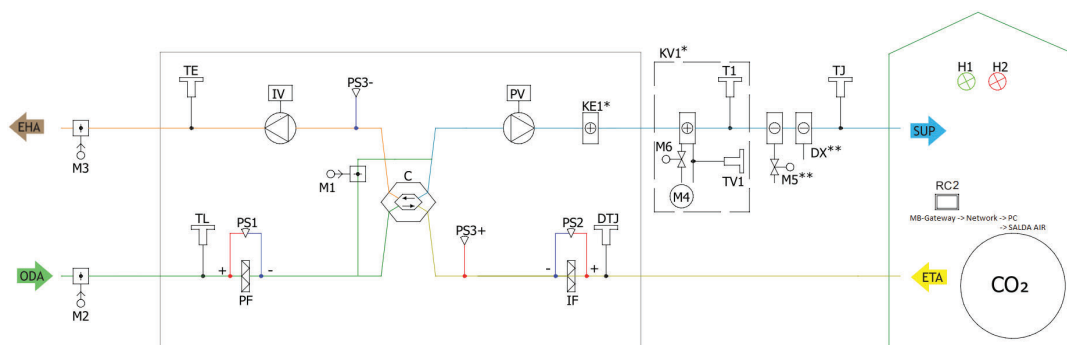 KV1*
TE
IV
PS3-
PV
KE1*
T1
TJ
H1
H2
EHA
SUP
M3
M1
M6
TV1
M4
M5**
DX**
C
RC2
MB-Gateway -> Network -> PC
-> SALDA AIR
TL
PS1
PS3+
PS2
DTJ
+
-
-
+
ODA
ETA
CO₂
M2
PF
IF